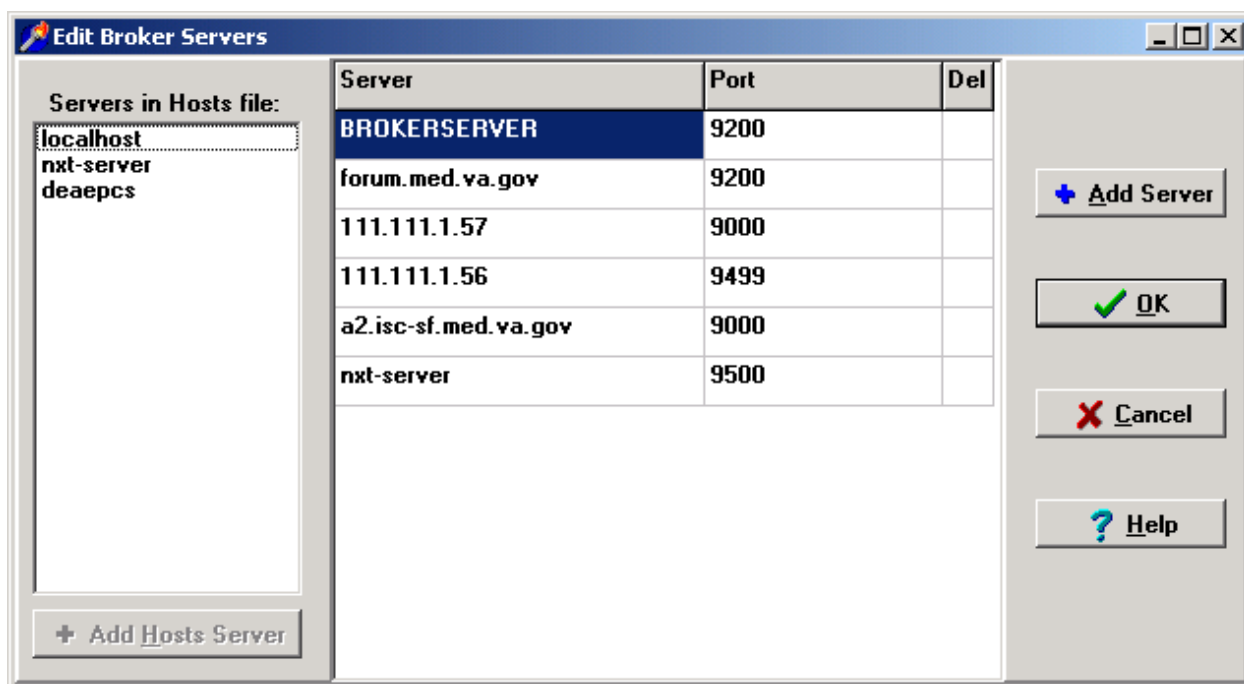 Edit Broker Servers
Servers in Hosts file:
localhost
nxt-server
deaepcs
Add Hosts Server
Server Port Del
BROKERSERVER 9200
forum.med.va.gov 9200
111.111.1.57 9000
111.111.1.56 9499
a2.isc-sf.med.va.gov 9000
nxt-server 9500
Add Server
OK
Cancel
? Help